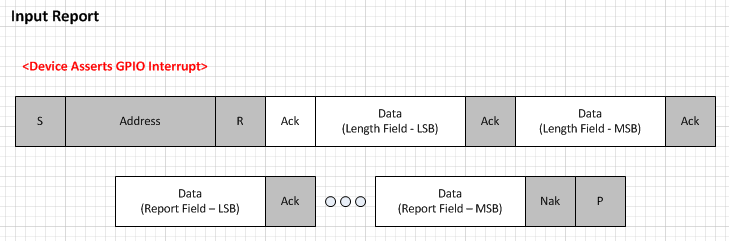 Input Report
<Device Asserts GPIO Interrupt>
S Address R Ack Data Ack Data Ack
(Length Field - LSB) (Length Field - MSB)
Data Ack Data Nak P
(Report Field – LSB) (Report Field – MSB)